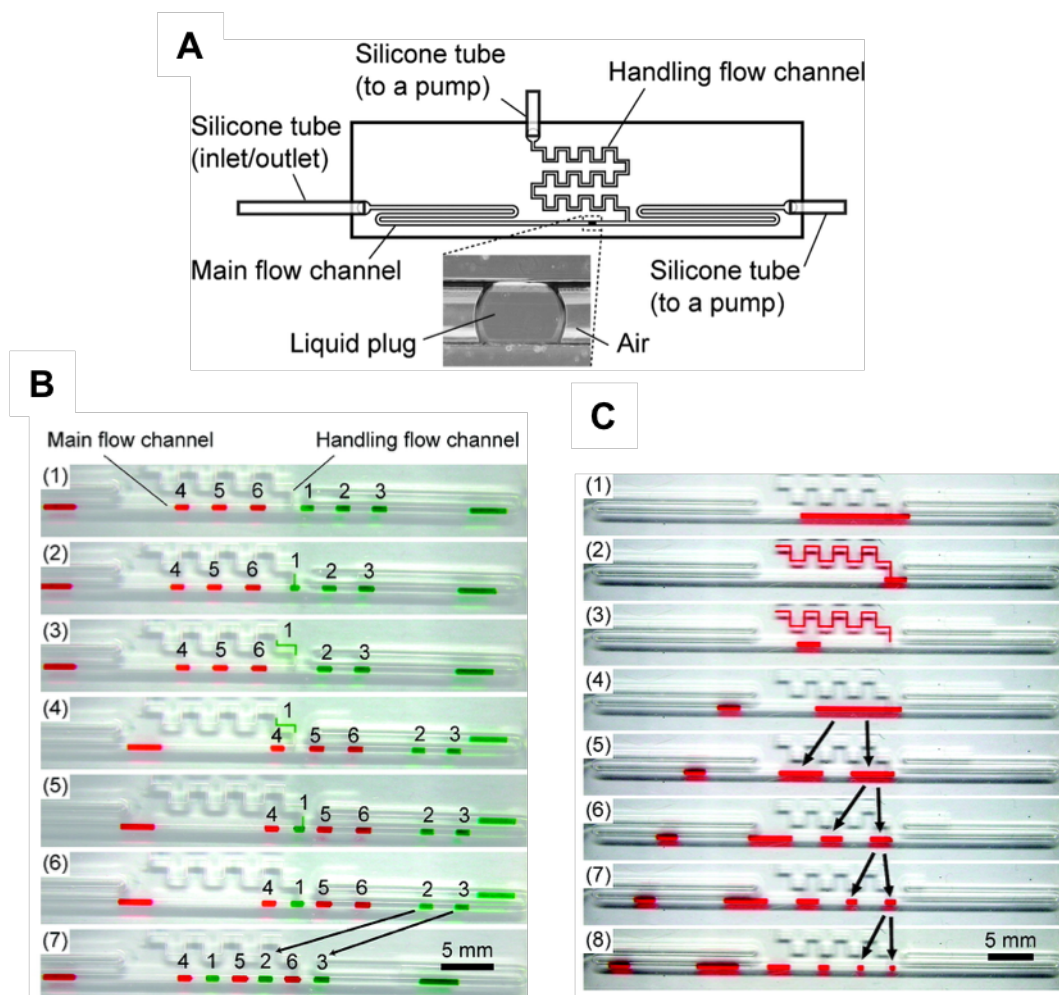 A
Silicone tube
(to a pump)
Handling flow channel
Silicone tube
(inlet/outlet)
Main flow channel
Silicone tube
(to a pump)
Liquid plug
Air
B
Main flow channel
Handling flow channel
(1)
4 5 6 1 2 3
(2)
4 5 6 1 2 3
(3)
4 5 6 1 2 3
(4)
4 5 6 1 2 3
(5)
4 1 5 6 2 3
(6)
4 1 5 6 2 3
(7)
4 1 5 2 6 3
5 mm
C
(1)
(2)
(3)
(4)
(5)
(6)
(7)
(8)
5 mm